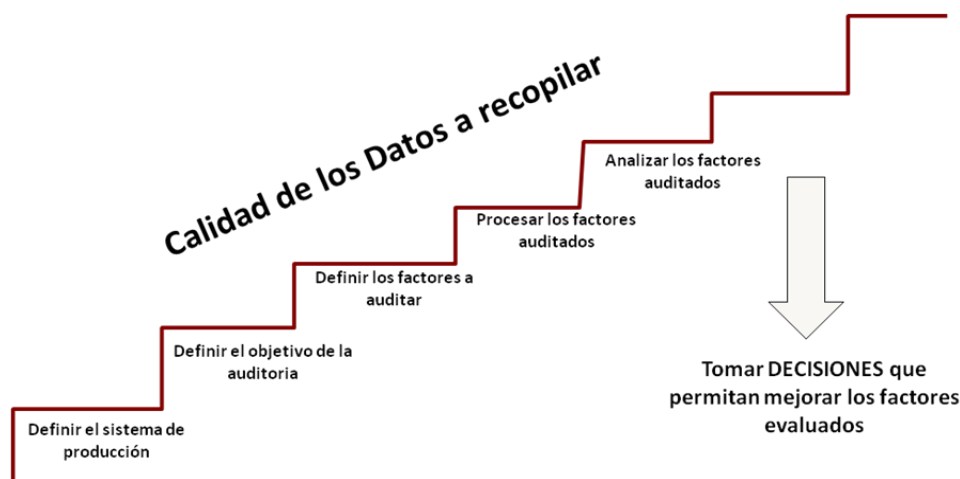 Calidad de los Datos a recopilar
Analizar los factores
auditados
Procesar los factores
auditados
Definir los factores a
auditar
Definir el objetivo de la
auditoria
Definir el sistema de
producción
Tomar DECISIONES que
permitan mejorar los factores
evaluados